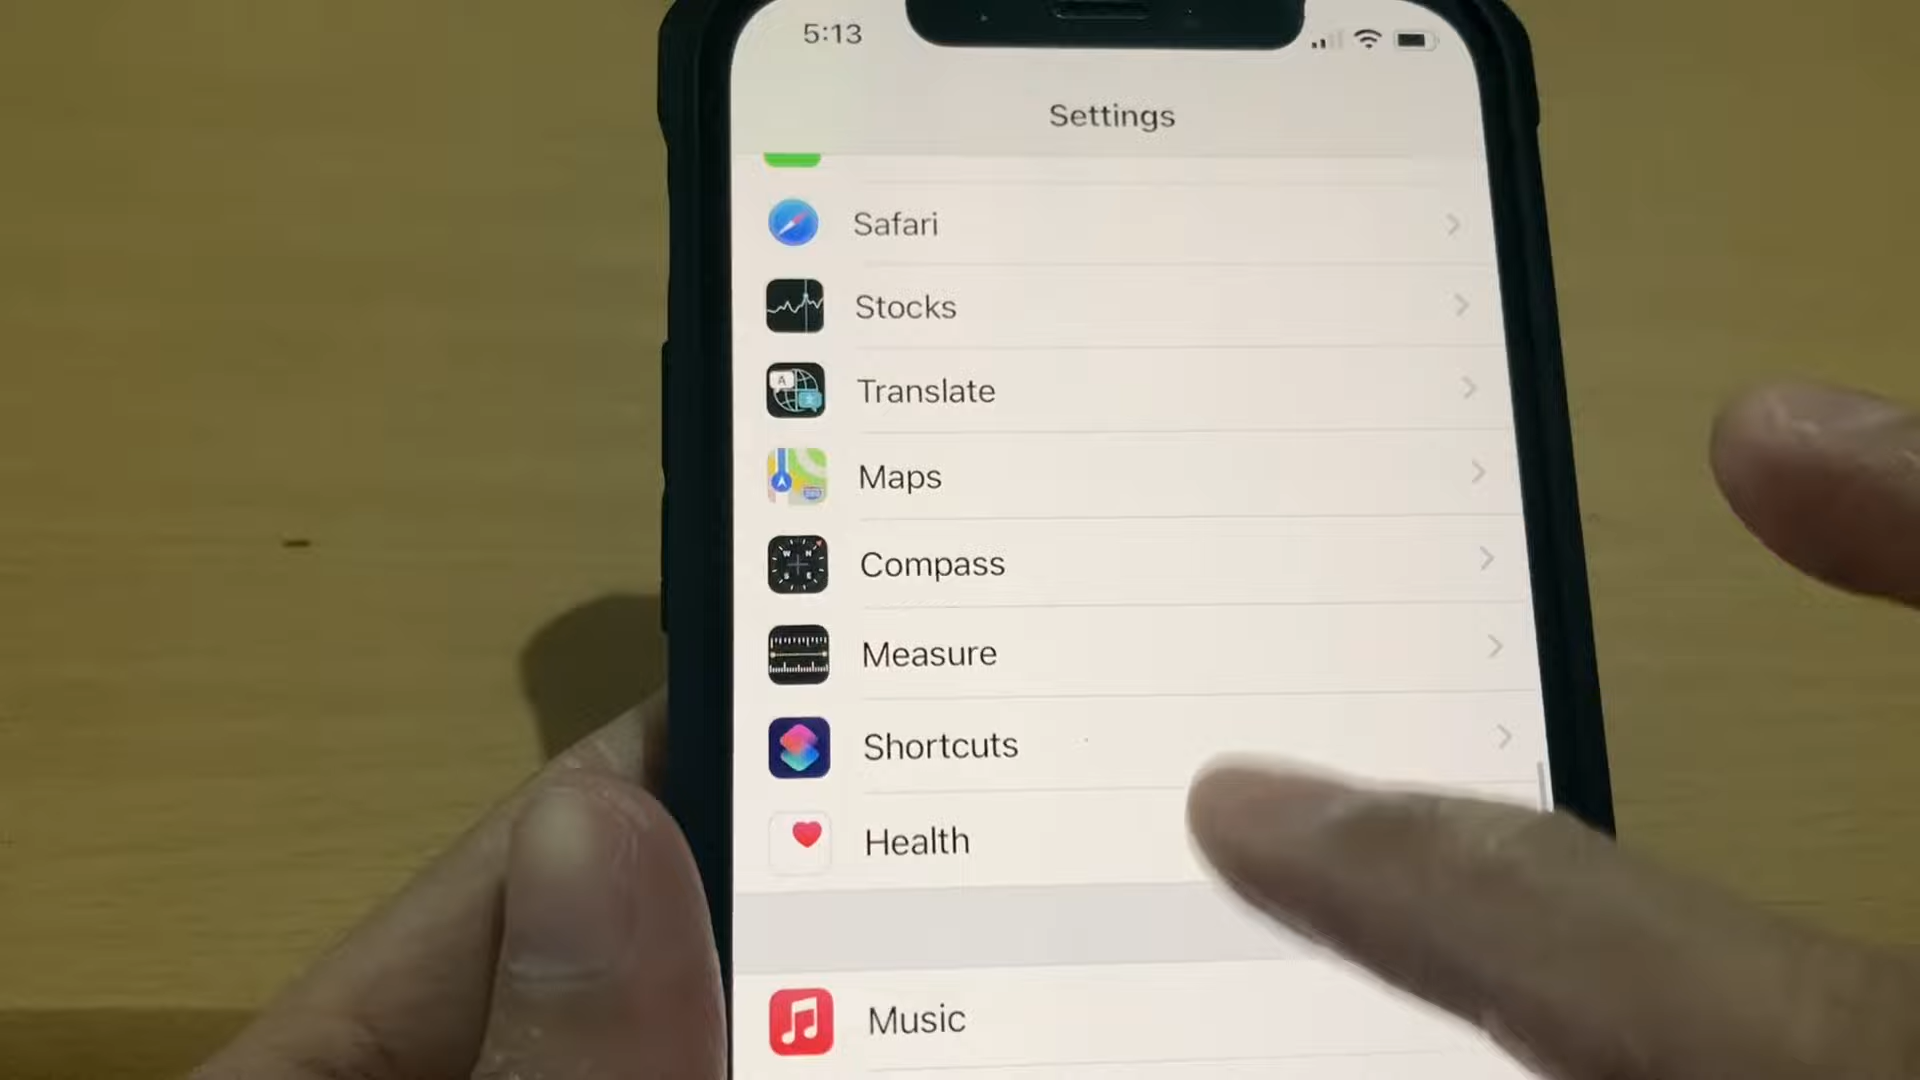 5:13
Settings
Safari
Stocks
A
Translate
Maps
W N
Compass
S E
Measure
Shortcuts
Health
Music